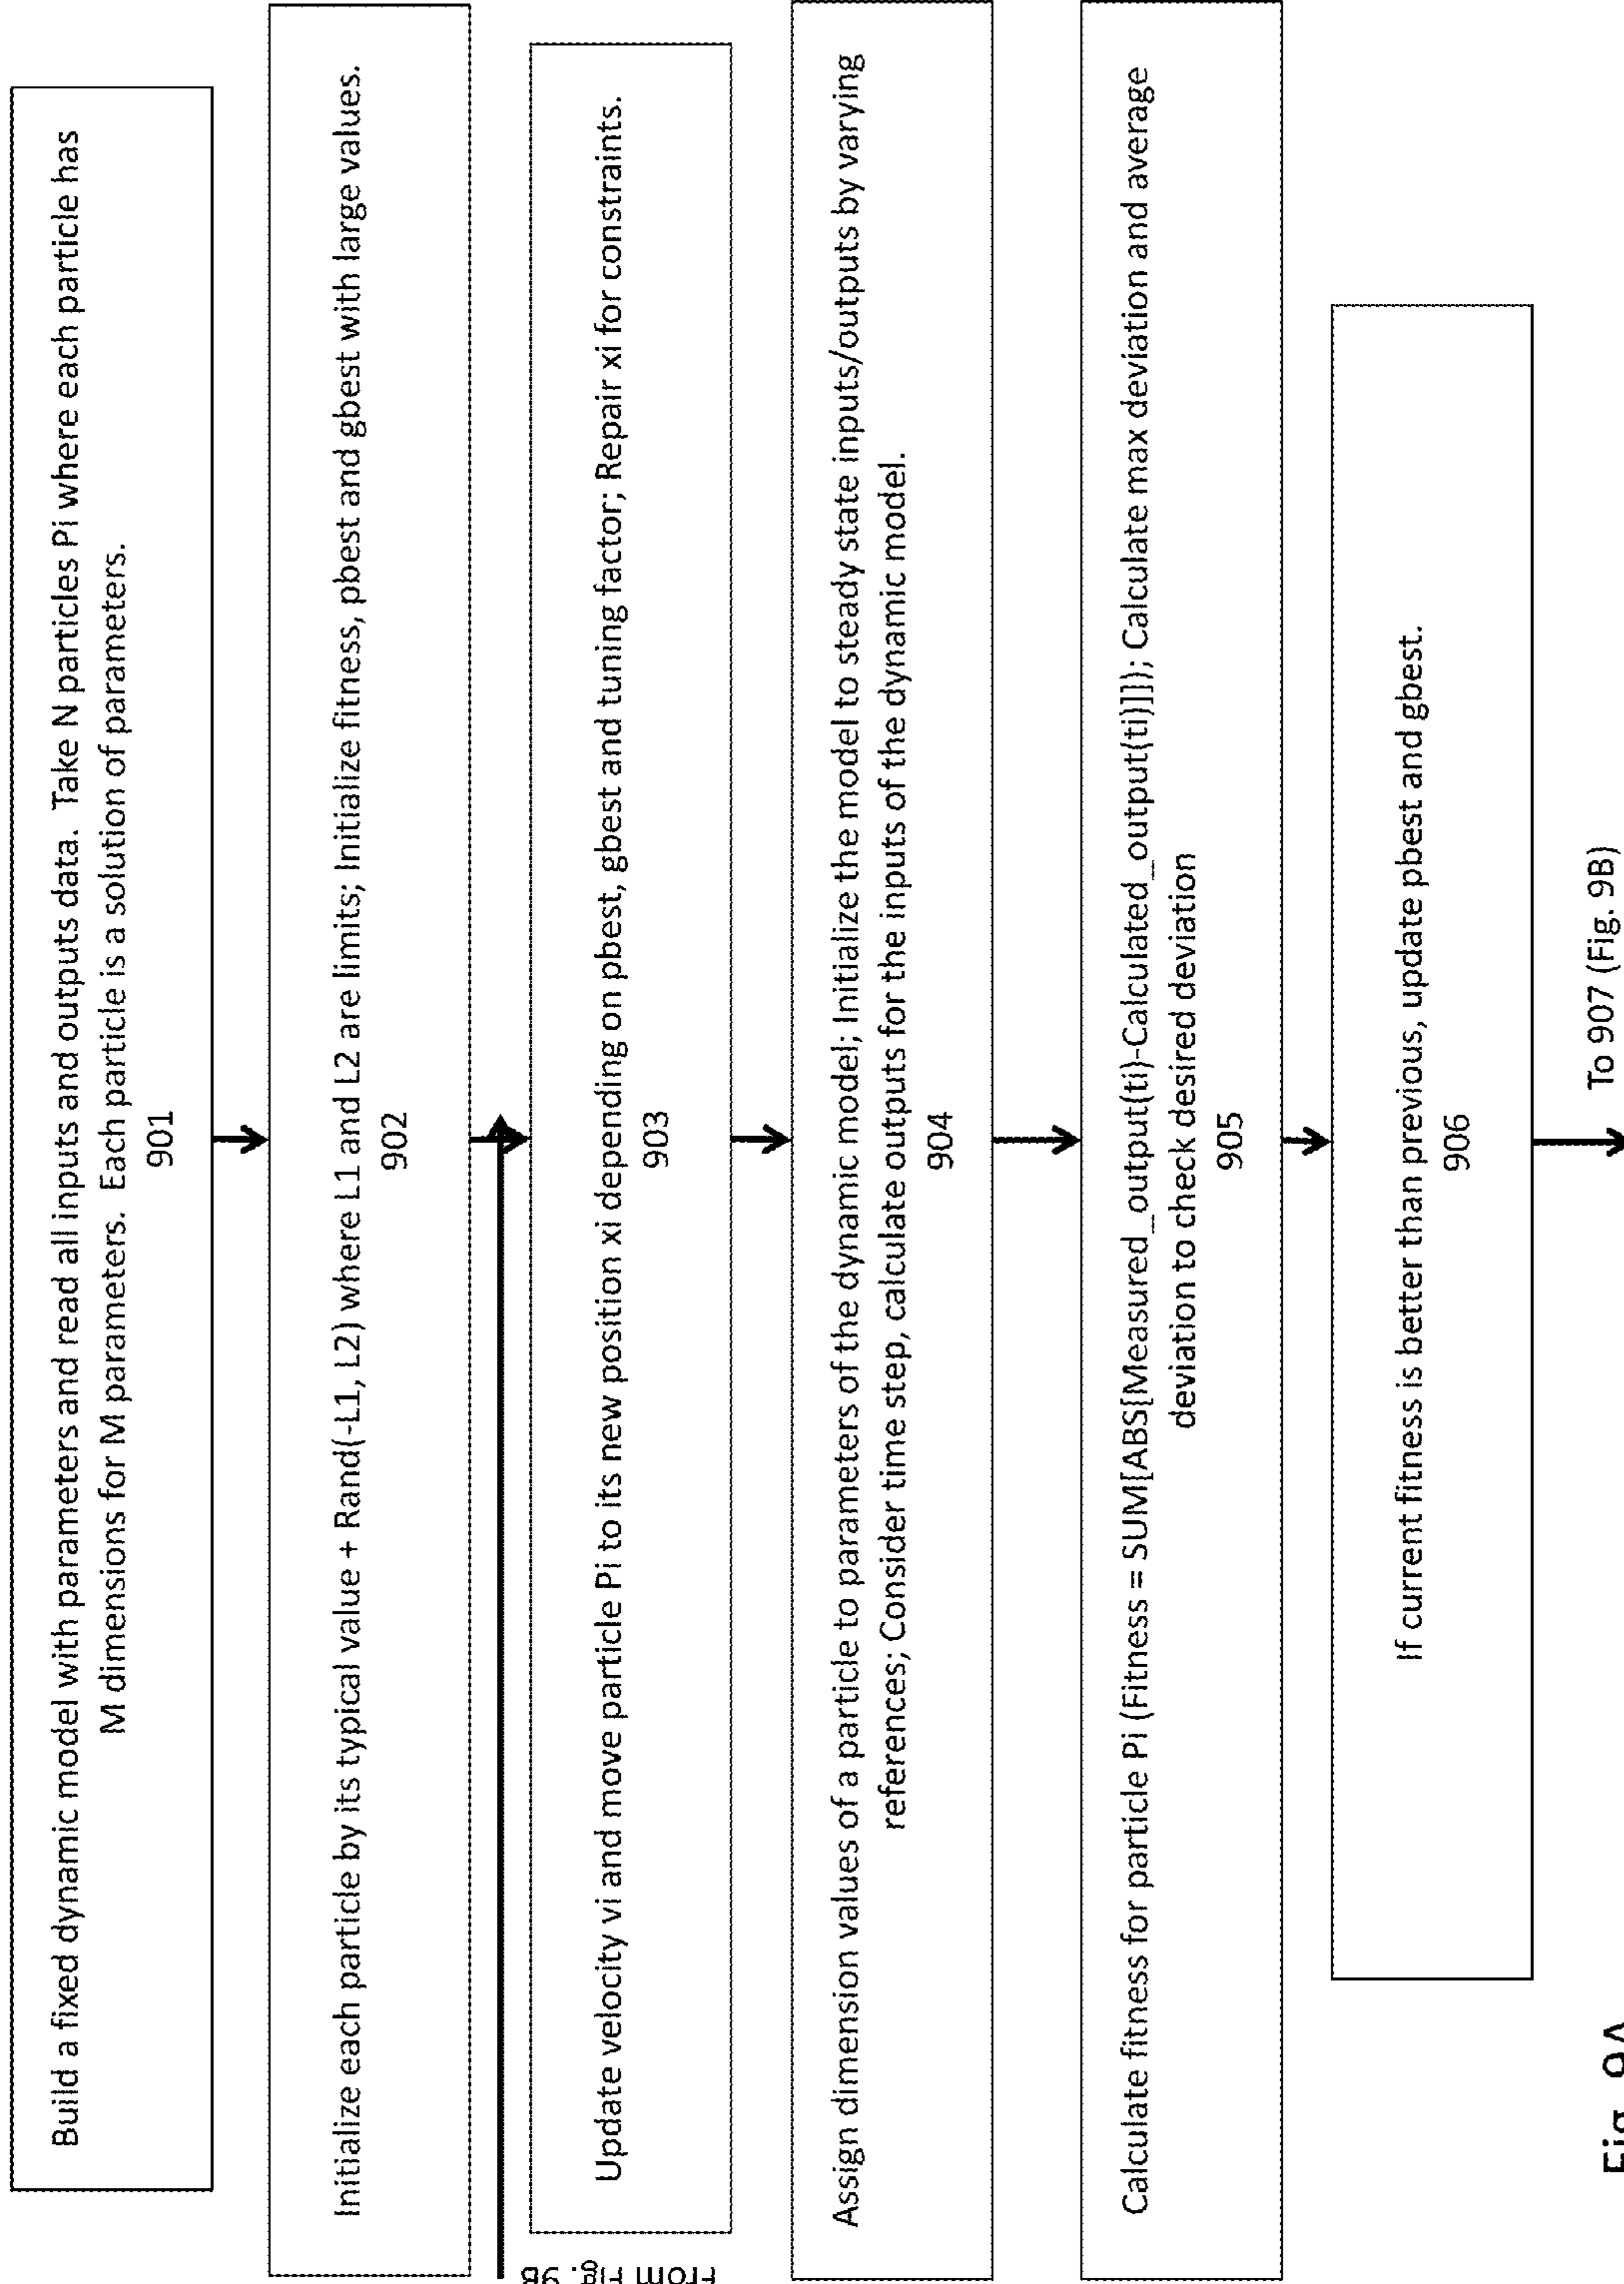 Build a fixed dynamic model with parameters and read all inputs and outputs data. Take N particles Pi where each particle has
M dimensions for M parameters. Each particle is a solution of parameters.
901
Initialize each particle by its typical value + Rand(-L1, L2) where L1 and L2 are limits; Initialize fitness, pbest and gbest with large values.
902
From Fig. 9B
Update velocity vi and move particle Pi to its new position xi depending on pbest, gbest and tuning factor; Repair xi for constraints.
903
Assign dimension values of a particle to parameters of the dynamic model; Initialize the model to steady state inputs/outputs by varying
references; Consider time step, calculate outputs for the inputs of the dynamic model.
904
Calculate fitness for particle Pi (Fitness = SUM[ABS[Measured_output(ti)-Calculated_output(ti)]]); Calculate max deviation and average
deviation to check desired deviation
905
If current fitness is better than previous, update pbest and gbest.
906
To 907 (Fig. 9B)
Fig. 9A